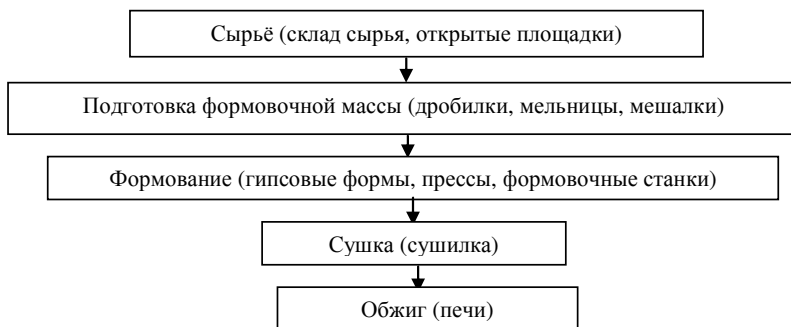 Сырьё (склад сырья, открытые площадки)
Подготовка формовочной массы (дробилки, мельницы, мешалки)
Формование (гипсовые формы, прессы, формовочные станки)
Сушка (сушилка)
Обжиг (печи)